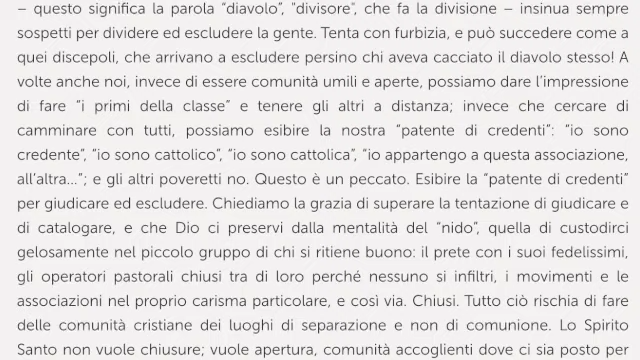 – questo significa la parola “diavolo”, "divisore", che fa la divisione – insinua sempre
sospetti per dividere ed escludere la gente. Tenta con furbizia, e può succedere come a
quei discepoli, che arrivano a escludere persino chi aveva cacciato il diavolo stesso! A
volte anche noi, invece di essere comunità umili e aperte, possiamo dare l’impressione
di fare “i primi della classe” e tenere gli altri a distanza; invece che cercare di
camminare con tutti, possiamo esibire la nostra “patente di credenti”: “io sono
credente”, “io sono cattolico”, “io sono cattolica”, “io appartengo a questa associazione,
all’altra…”; e gli altri poveretti no. Questo è un peccato. Esibire la “patente di credenti”
per giudicare ed escludere. Chiediamo la grazia di superare la tentazione di giudicare e
di catalogare, e che Dio ci preservi dalla mentalità del “nido”, quella di custodirci
gelosamente nel piccolo gruppo di chi si ritiene buono: il prete con i suoi fedelissimi,
gli operatori pastorali chiusi tra di loro perché nessuno si infiltri, i movimenti e le
associazioni nel proprio carisma particolare, e così via. Chiusi. Tutto ciò rischia di fare
delle comunità cristiane dei luoghi di separazione e non di comunione. Lo Spirito
Santo non vuole chiusure; vuole apertura, comunità accoglienti dove ci sia posto per